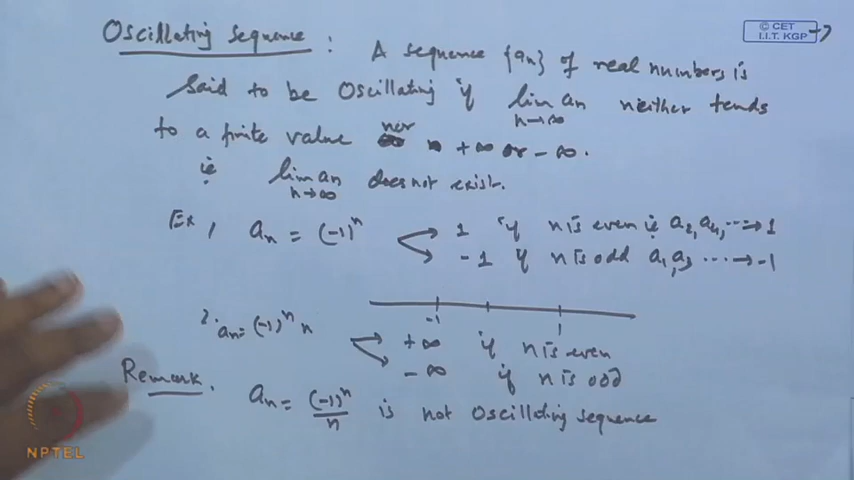 © CET
I.I.T. KGP
Oscillating sequence : A sequence {an} of real numbers is
said to be oscillating if lim an neither tends
n→∞
to a finite value nor +∞ or -∞.
ie lim an does not exist.
n→∞
Ex 1 an = (-1)^n 1 if n is even ie a2, a4, ...→ 1
-1 if n is odd a1, a3 ...→ -1
-1 1
2. an = (-1)^n n +∞ if n is even
-∞ if n is odd
Remark. an = (-1)^n/n is not oscillating sequence
NPTEL